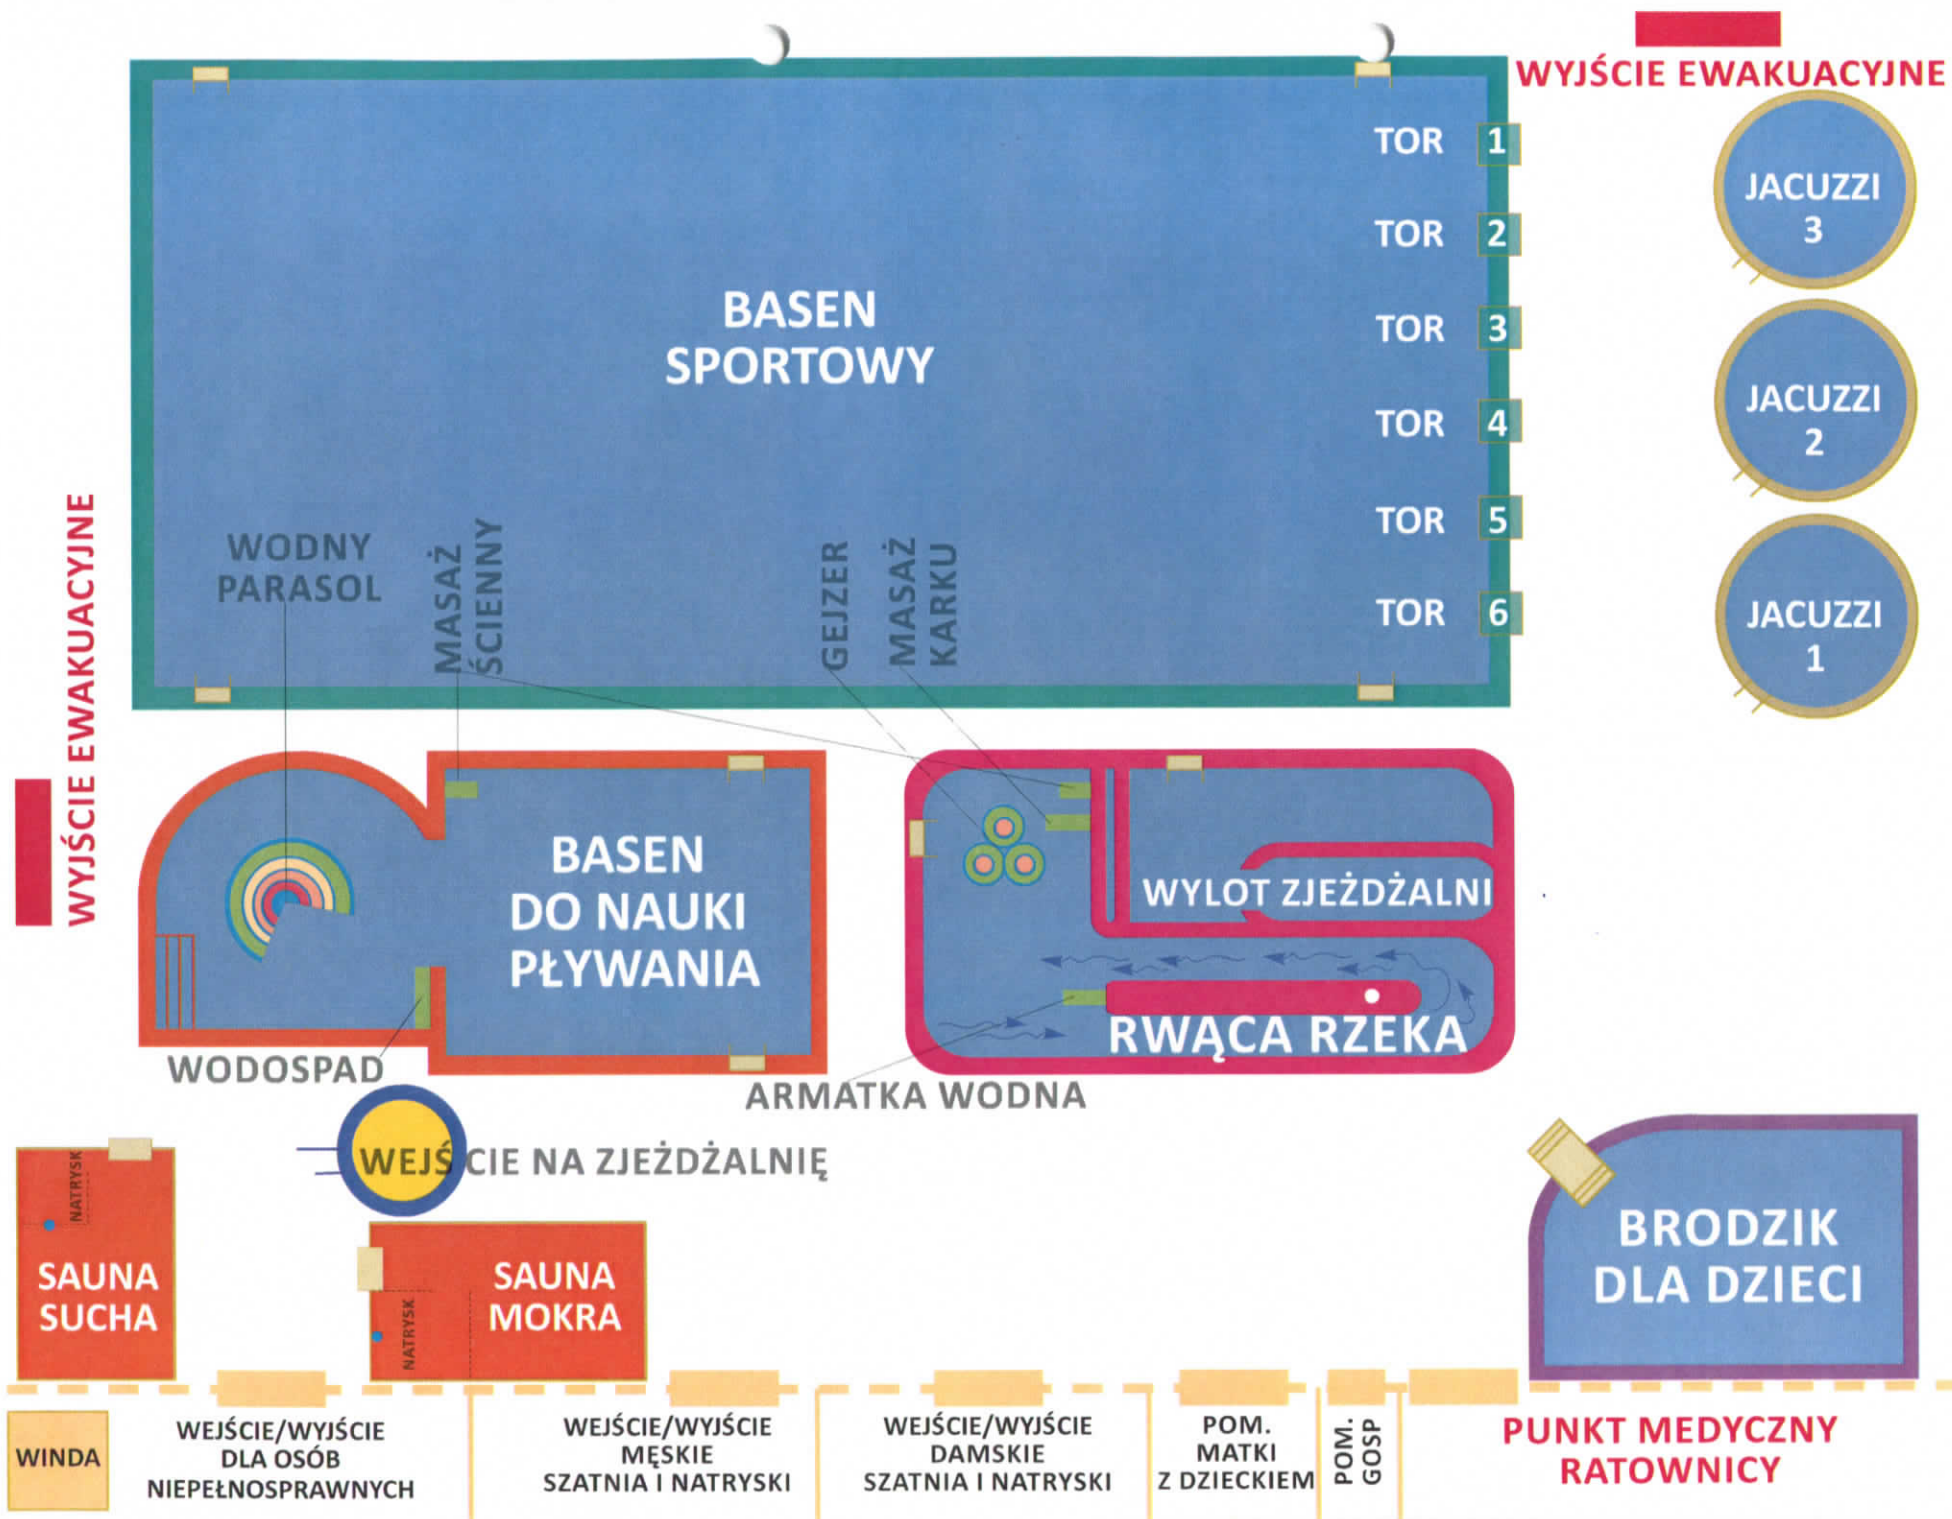 WYJŚCIE EWAKUACYJNE
TOR 1
JACUZZI
3
TOR 2
BASEN
SPORTOWY
TOR 3
TOR 4
JACUZZI
2
TOR 5
TOR 6
JACUZZI
1
WYJŚCIE EWAKUACYJNE
WODNY
PARASOL
MASAŻ
ŚCIENNY
GEJZER
MASAŻ
KARKU
BASEN
DO NAUKI
PŁYWANIA
WYLOT ZJEŻDŻALNI
RWĄCA RZEKA
WODOSPAD
ARMATKA WODNA
WEJŚCIE NA ZJEŻDŻALNIĘ
NATRYSK
SAUNA
SUCHA
NATRYSK
SAUNA
MOKRA
BRODZIK
DLA DZIECI
WINDA
WEJŚCIE/WYJŚCIE
DLA OSÓB
NIEPEŁNOSPRAWNYCH
WEJŚCIE/WYJŚCIE
MĘSKIE
SZATNIA I NATRYSKI
WEJŚCIE/WYJŚCIE
DAMSKIE
SZATNIA I NATRYSKI
POM.
MATKI
Z DZIECKIEM
POM.
GOSP
PUNKT MEDYCZNY
RATOWNICY